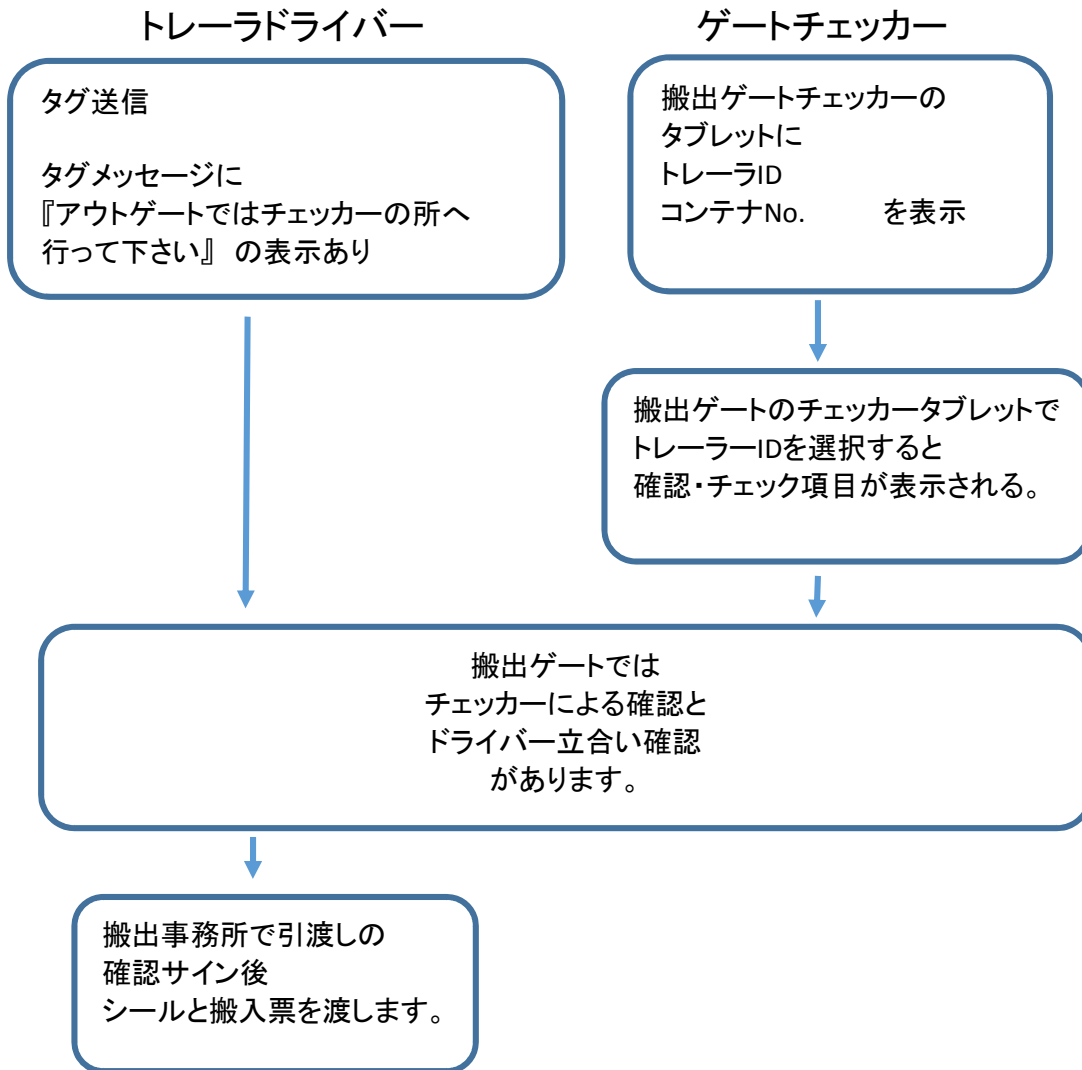 トレーラドライバー
ゲートチェッカー
タグ送信
タグメッセージに
『アウトゲートではチェッカーの所へ
行って下さい』 の表示あり
搬出ゲートチェッカーの
タブレットに
トレーラID
コンテナNo. を表示
搬出ゲートのチェッカータブレットで
トレーラーIDを選択すると
確認・チェック項目が表示される。
搬出ゲートでは
チェッカーによる確認と
ドライバー立合い確認
があります。
搬出事務所で引渡しの
確認サイン後
シールと搬入票を渡します。